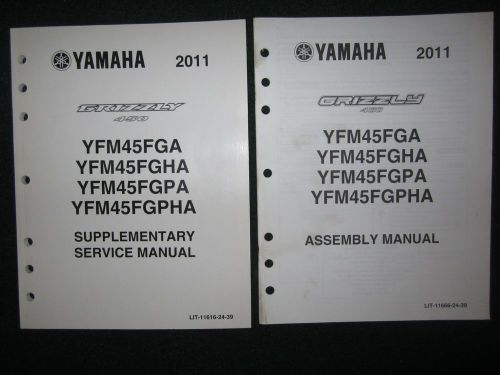 YAMAHA 2011
GRIZZLY
450
YFM45FGA
YFM45FGHA
YFM45FGPA
YFM45FGPHA
SUPPLEMENTARY
SERVICE MANUAL
LIT-11616-24-39
YAMAHA 2011
GRIZZLY
450
YFM45FGA
YFM45FGHA
YFM45FGPA
YFM45FGPHA
ASSEMBLY MANUAL
LIT-11666-24-39